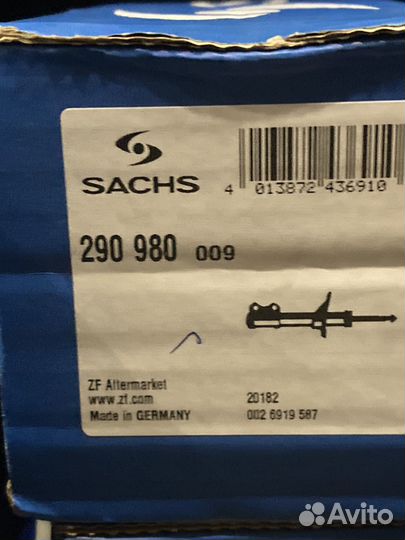 SACHS
4 013872 436910
290 980 009
ZF Aftermarket
www.zf.com
Made in GERMANY
20182
002 6919 587
Avito